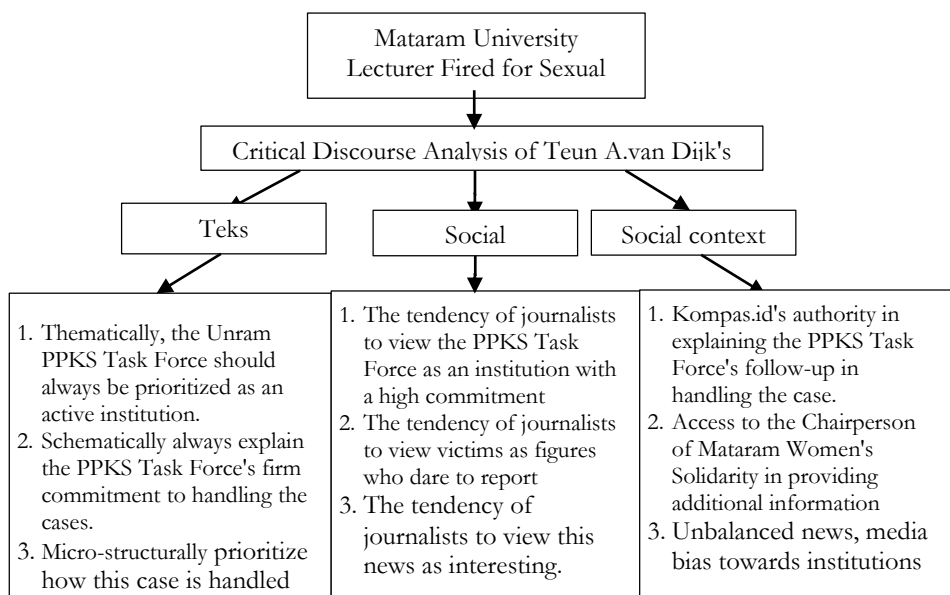 Mataram University
Lecturer Fired for Sexual
Critical Discourse Analysis of Teun A.van Dijk's
Teks
Social
Social context
1. Thematically, the Unram
PPKS Task Force should
always be prioritized as an
active institution.
2. Schematically always explain
the PPKS Task Force's firm
commitment to handling the
cases.
3. Micro-structurally prioritize
how this case is handled
1. The tendency of journalists
to view the PPKS Task
Force as an institution with
a high commitment
2. The tendency of journalists
to view victims as figures
who dare to report
3. The tendency of
journalists to view this
news as interesting.
1. Kompas.id's authority in
explaining the PPKS Task
Force's follow-up in
handling the case.
2. Access to the Chairperson
of Mataram Women's
Solidarity in providing
additional information
3. Unbalanced news, media
bias towards institutions